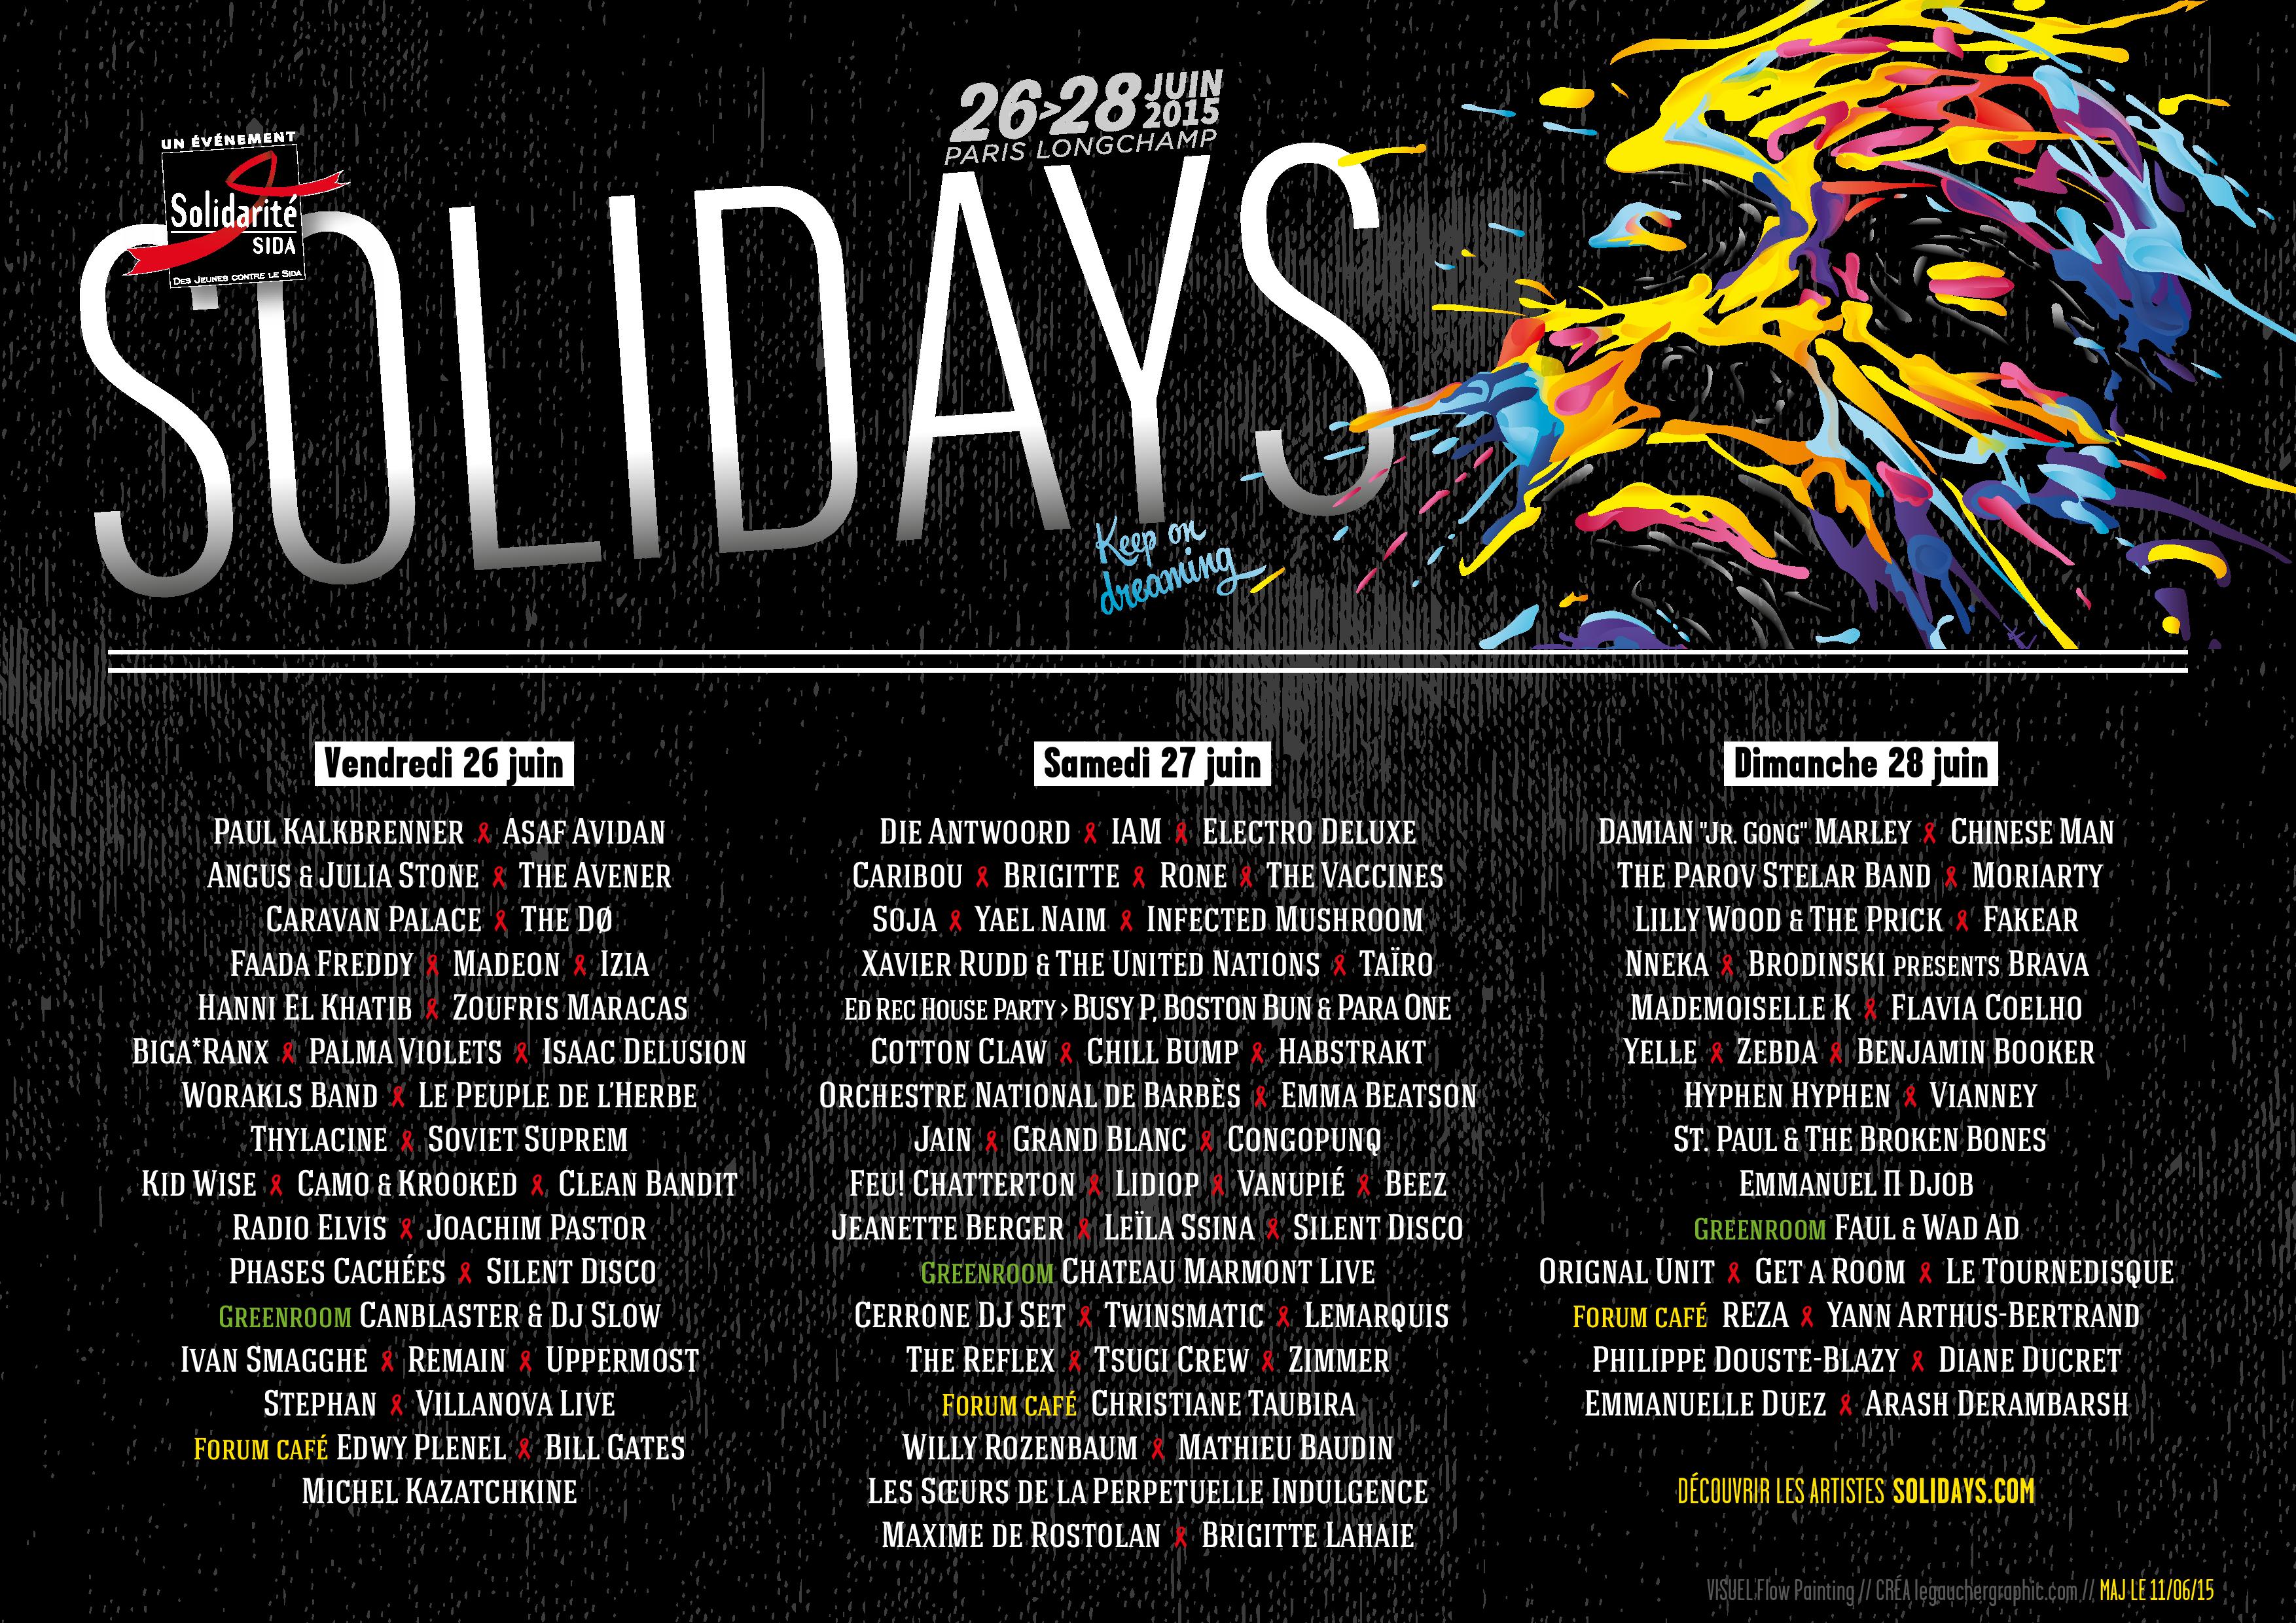 26>28 JUIN 2015
PARIS LONGCHAMP
UN ÉVÉNEMENT
Solidarité
SIDA
DES JEUNES CONTRE LE SIDA
SOLIDAYS
Keep on
dreaming
Vendredi 26 juin
PAUL KALKBRENNER ASAF AVIDAN
ANGUS & JULIA STONE THE AVENER
CARAVAN PALACE THE DØ
FAADA FREDDY MADEON IZIA
HANNI EL KHATIB ZOUFRIS MARACAS
BIGA*RANX PALMA VIOLETS ISAAC DELUSION
WORAKLS BAND LE PEUPLE DE L'HERBE
THYLACINE SOVIET SUPREM
KID WISE CAMO & KROOKED CLEAN BANDIT
RADIO ELVIS JOACHIM PASTOR
PHASES CACHÉES SILENT DISCO
GREENROOM CANBLASTER & DJ SLOW
IVAN SMAGGHE REMAIN UPPERMOST
STEPHAN VILLANOVA LIVE
FORUM CAFÉ EDWY PLENEL BILL GATES
MICHEL KAZATCHKINE
Samedi 27 juin
DIE ANTWOORD IAM ELECTRO DELUXE
CARIBOU BRIGITTE RONE THE VACCINES
SOJA YAEL NAIM INFECTED MUSHROOM
XAVIER RUDD & THE UNITED NATIONS TAÏRO
ED REC HOUSE PARTY > BUSY P, BOSTON BUN & PARA ONE
COTTON CLAW CHILL BUMP HABSTRAKT
ORCHESTRE NATIONAL DE BARBÈS EMMA BEATSON
JAIN GRAND BLANC CONGOPUNQ
FEU! CHATTERTON LIDIOP VANUPIÉ BEEZ
JEANETTE BERGER LEÏLA SSINA SILENT DISCO
GREENROOM CHATEAU MARMONT LIVE
CERRONE DJ SET TWINSMATIC LEMARQUIS
THE REFLEX TSUGI CREW ZIMMER
FORUM CAFÉ CHRISTIANE TAUBIRA
WILLY ROZENBAUM MATHIEU BAUDIN
LES SŒURS DE LA PERPETUELLE INDULGENCE
MAXIME DE ROSTOLAN BRIGITTE LAHAIE
Dimanche 28 juin
DAMIAN "JR. GONG" MARLEY CHINESE MAN
THE PAROV STELAR BAND MORIARTY
LILLY WOOD & THE PRICK FAKEAR
NNEKA BRODINSKI PRESENTS BRAVA
MADEMOISELLE K FLAVIA COELHO
YELLE ZEBDA BENJAMIN BOOKER
HYPHEN HYPHEN VIANNEY
ST. PAUL & THE BROKEN BONES
EMMANUEL Π DJOB
GREENROOM FAUL & WAD AD
ORIGNAL UNIT GET A ROOM LE TOURNEDISQUE
FORUM CAFÉ REZA YANN ARTHUS-BERTRAND
PHILIPPE DOUSTE-BLAZY DIANE DUCRET
EMMANUELLE DUEZ ARASH DERAMBARSH
DÉCOUVRIR LES ARTISTES SOLIDAYS.COM
VISUEL Flow Painting // CRÉA legauchergraphic.com // MAJ LE 11/06/15